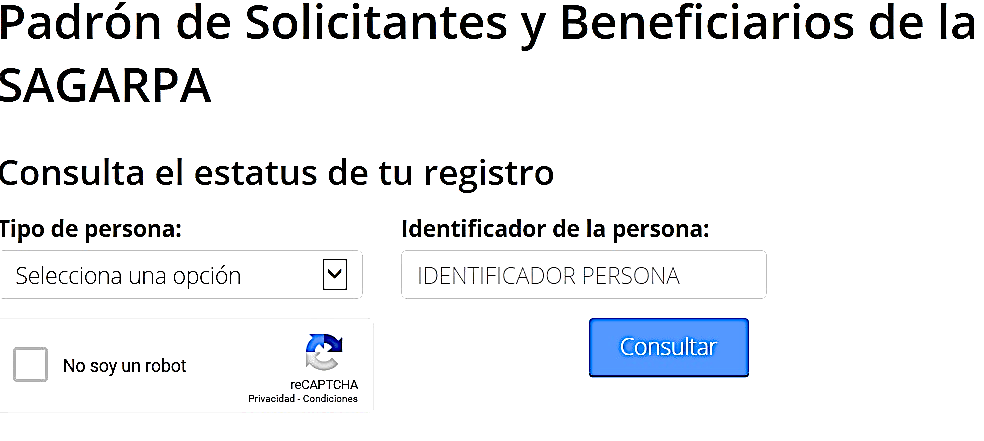 Padrón de Solicitantes y Beneficiarios de la
SAGARPA
Consulta el estatus de tu registro
Tipo de persona:
Identificador de la persona:
Selecciona una opción
IDENTIFICADOR PERSONA
No soy un robot
reCAPTCHA
Privacidad - Condiciones
Consultar